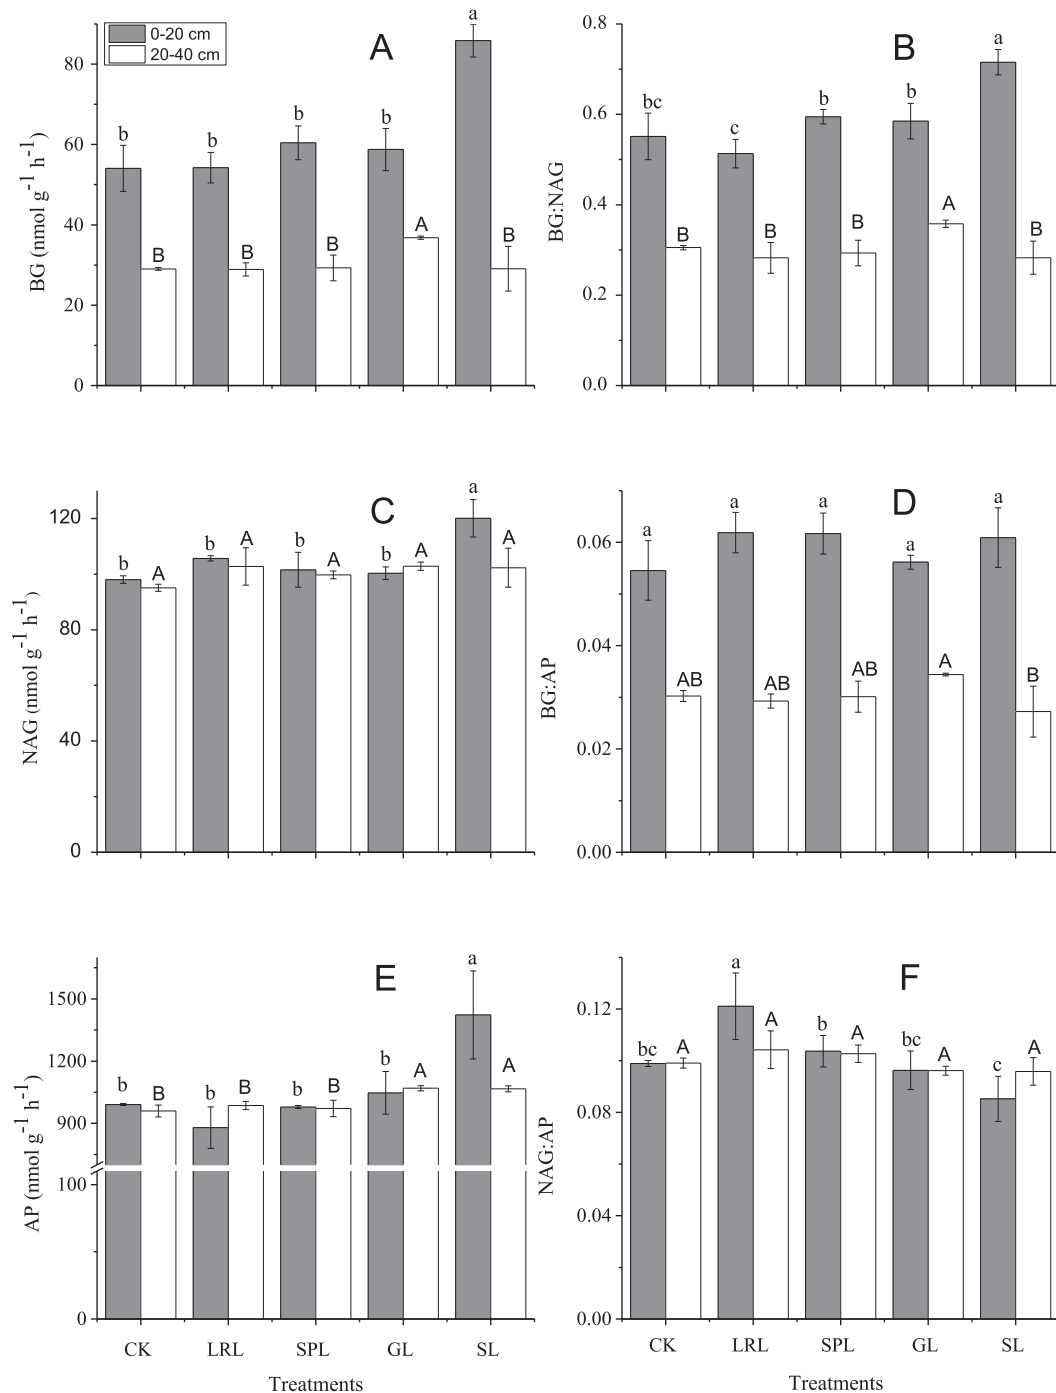 0-20 cm
20-40 cm
A
a
b
b
b
b
B
B
B
A
B
80
60
40
20
0
BG (nmol g⁻¹ h⁻¹)
B
a
bc
c
b
b
B
B
B
A
B
0.8
0.6
0.4
0.2
0.0
BG:NAG
C
a
b
b
b
b
A
A
A
A
A
120
80
40
0
NAG (nmol g⁻¹ h⁻¹)
D
a
a
a
a
a
AB
AB
AB
A
B
0.06
0.04
0.02
0.00
BG:AP
E
a
b
b
b
b
B
B
B
A
A
1500
1200
900
100
0
AP (nmol g⁻¹ h⁻¹)
CK LRL SPL GL SL
Treatments
F
bc
a
b
bc
c
A
A
A
A
A
0.12
0.08
0.04
0.00
NAG:AP
CK LRL SPL GL SL
Treatments